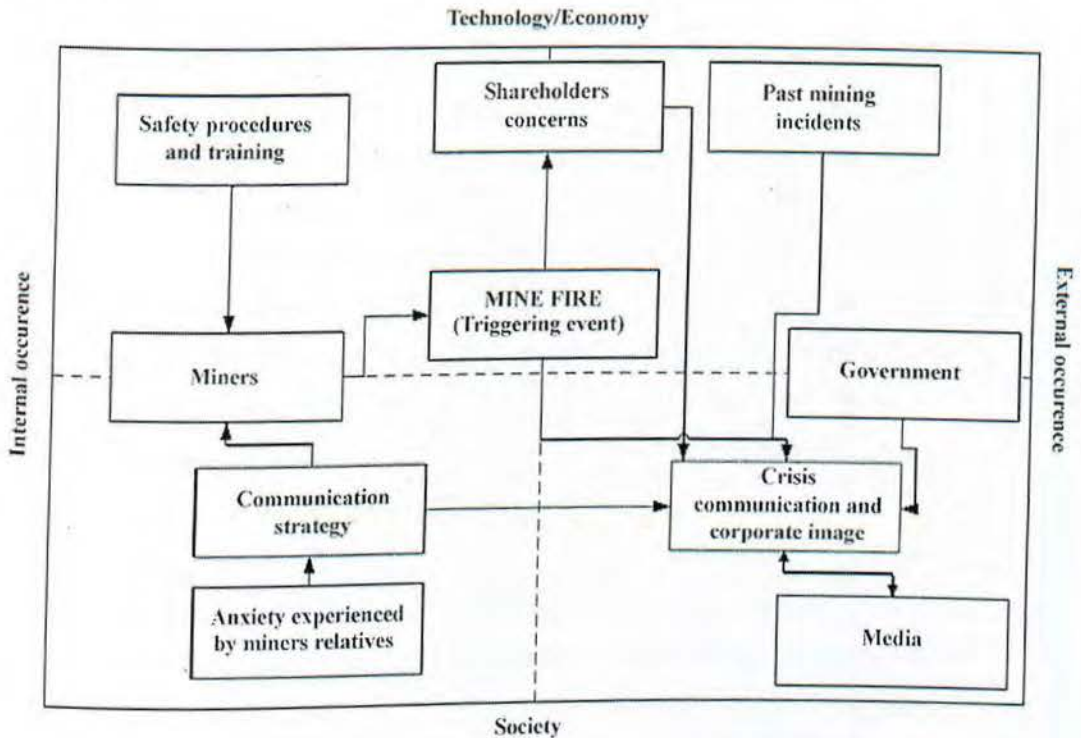 Technology/Economy
Shareholders
concerns
Past mining
incidents
Safety procedures
and training
MINE FIRE
(Triggering event)
Internal occurence
External occurence
Miners
Government
Communication
strategy
Crisis
communication and
corporate image
Anxiety experienced
by miners relatives
Media
Society